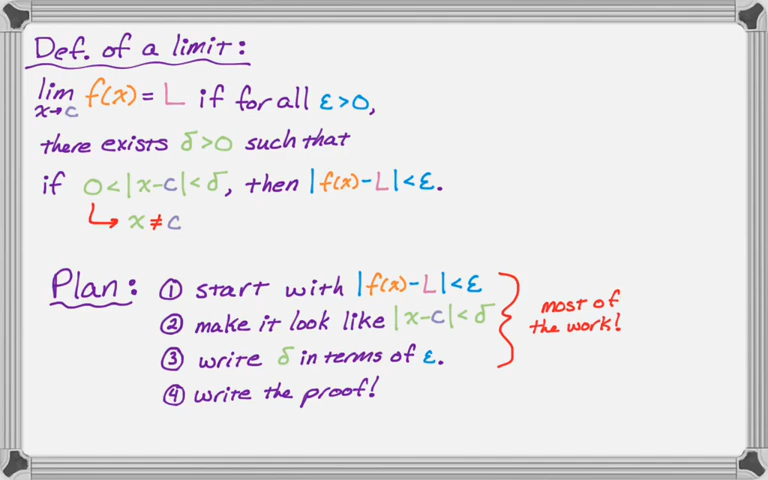 Def. of a limit:
lim x→c f(x) = L if for all ε>0,
there exists δ>0 such that
if 0<|x-c|<δ, then |f(x)-L|<ε.
↳ x≠c
Plan: ① start with |f(x)-L|<ε
② make it look like |x-c|<δ
③ write δ in terms of ε.
④ write the proof!
most of
the work!